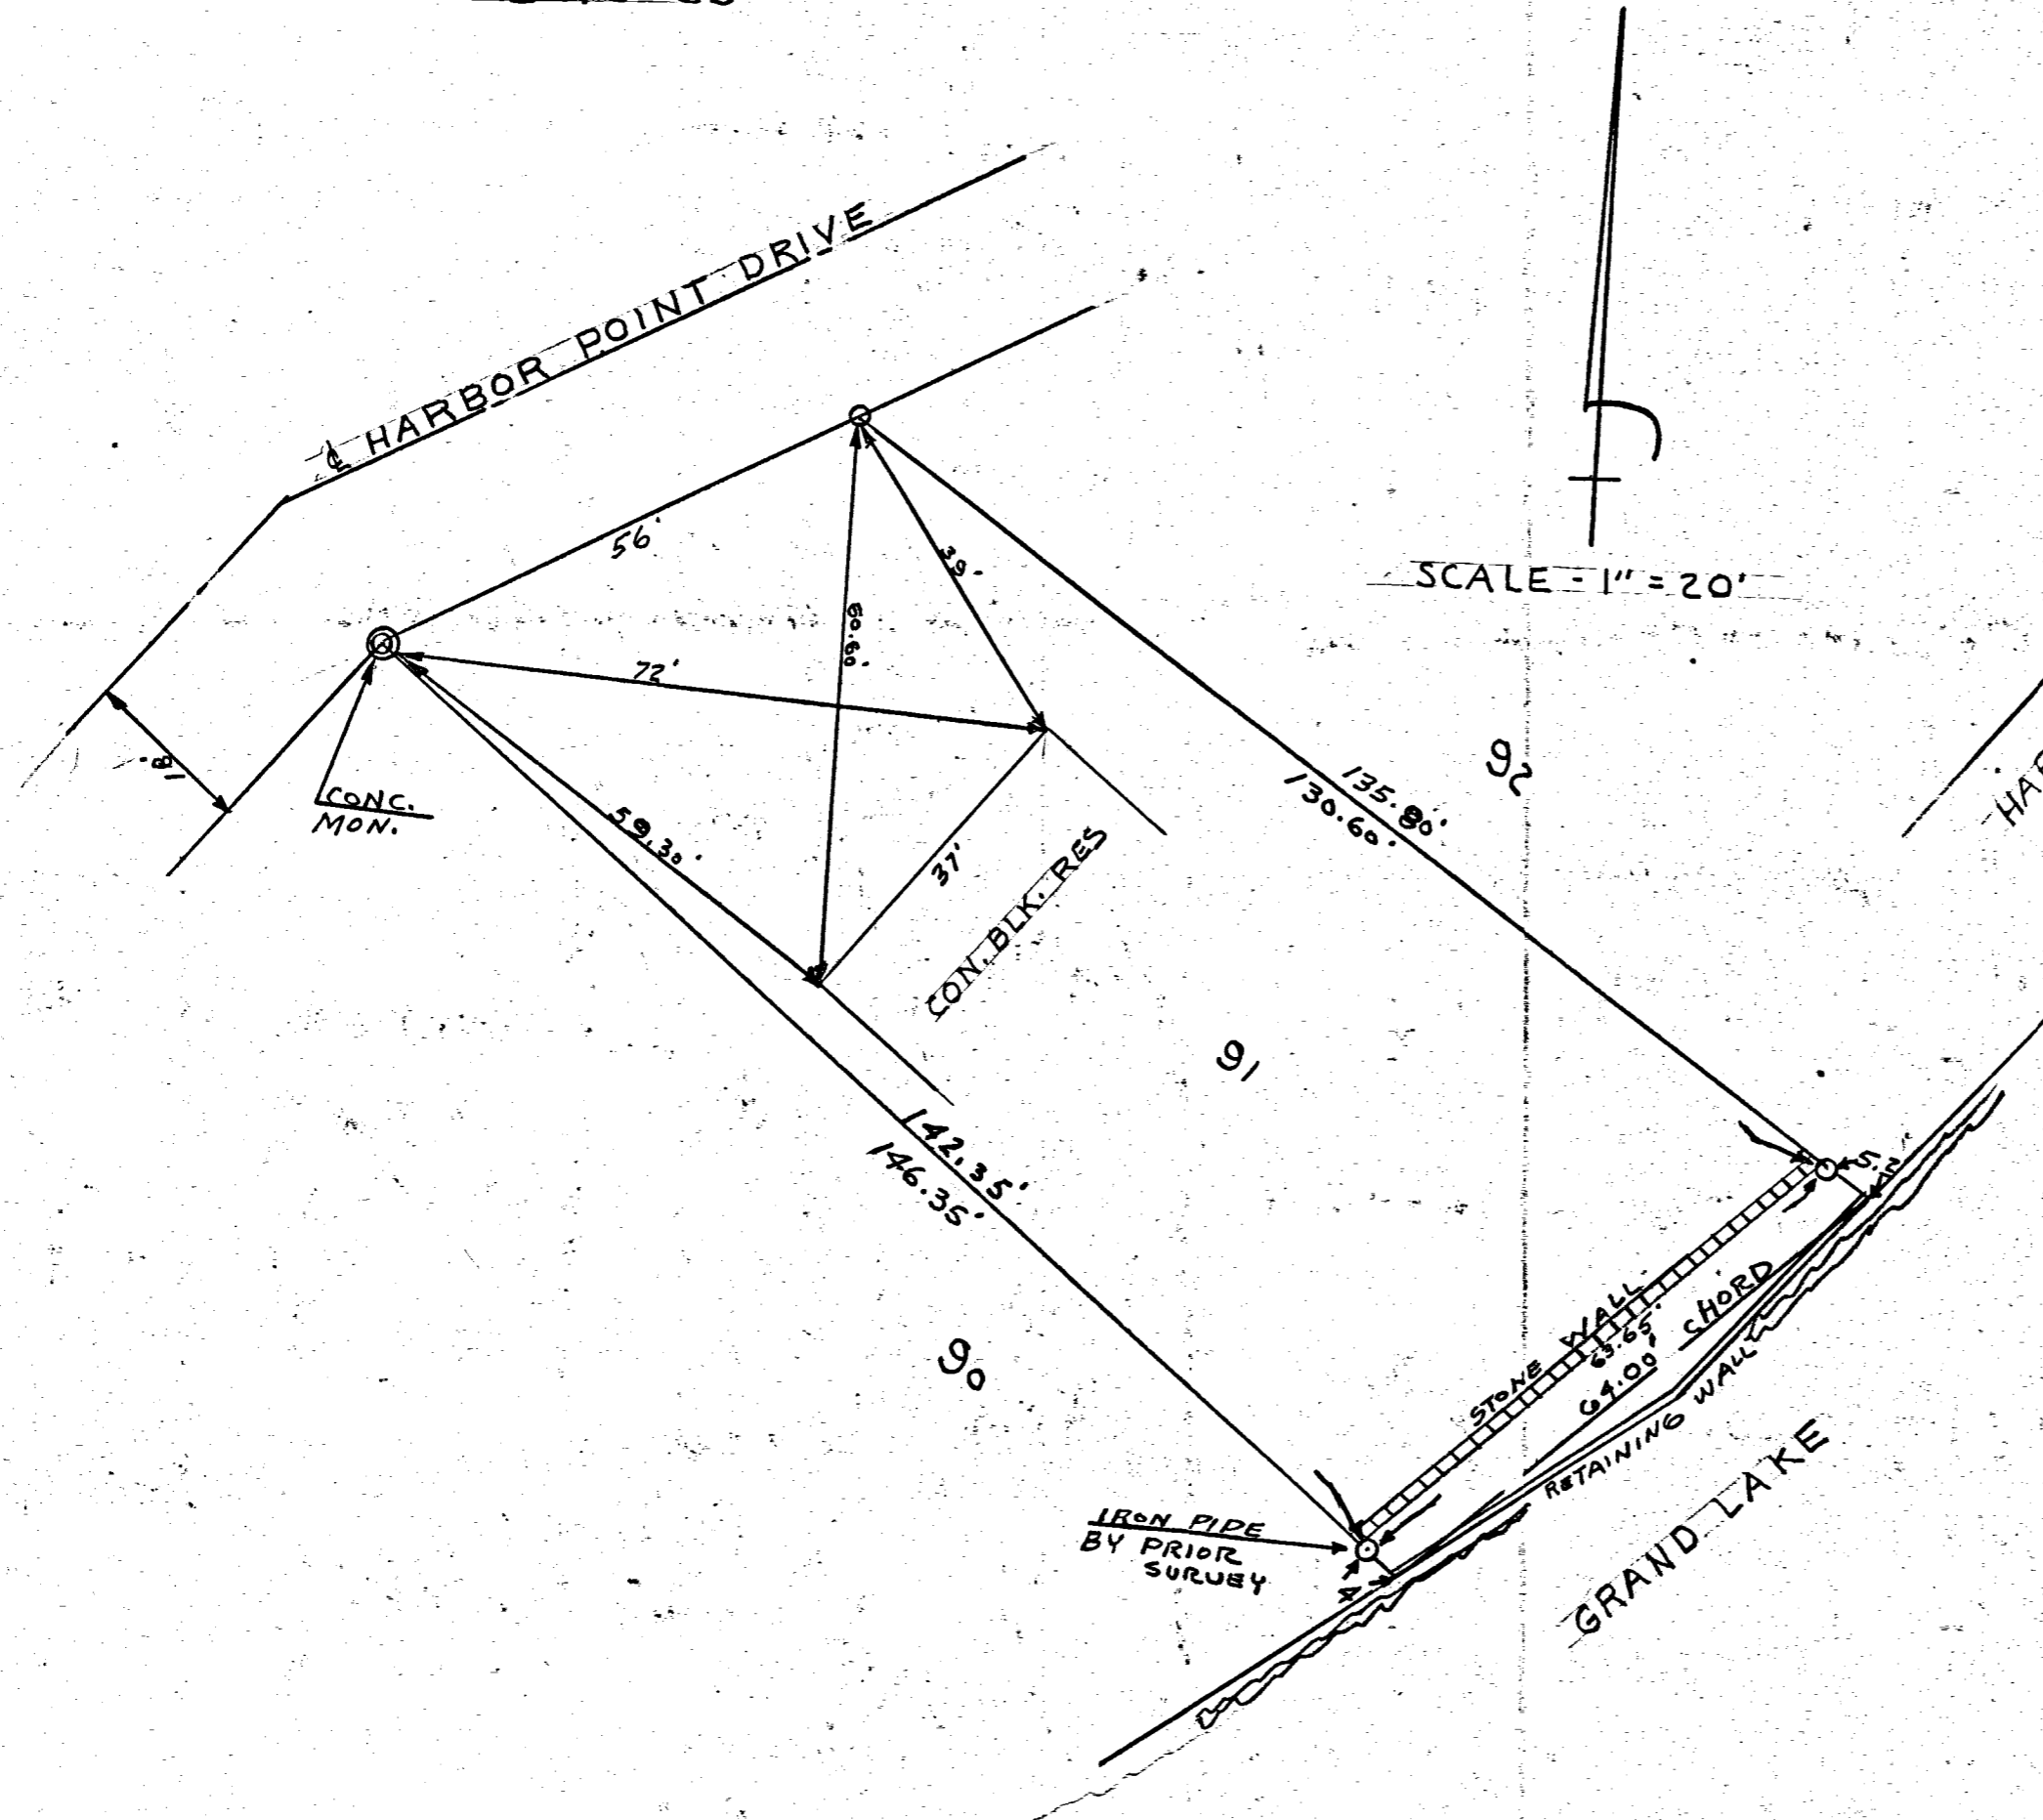 ℄ HARBOR POINT DRIVE
56'
39'
72'
59.30'
37'
18'
CONC.
MON.
CON. BLK. RES
SCALE - 1" = 20'
92
135.80'
130.60'
91
142.35'
146.35'
90
5.2'
STONE WALL
63.65'
64.00'
CHORD
RETAINING WALL
GRAND LAKE
IRON PIPE
BY PRIOR
SURVEY
4'